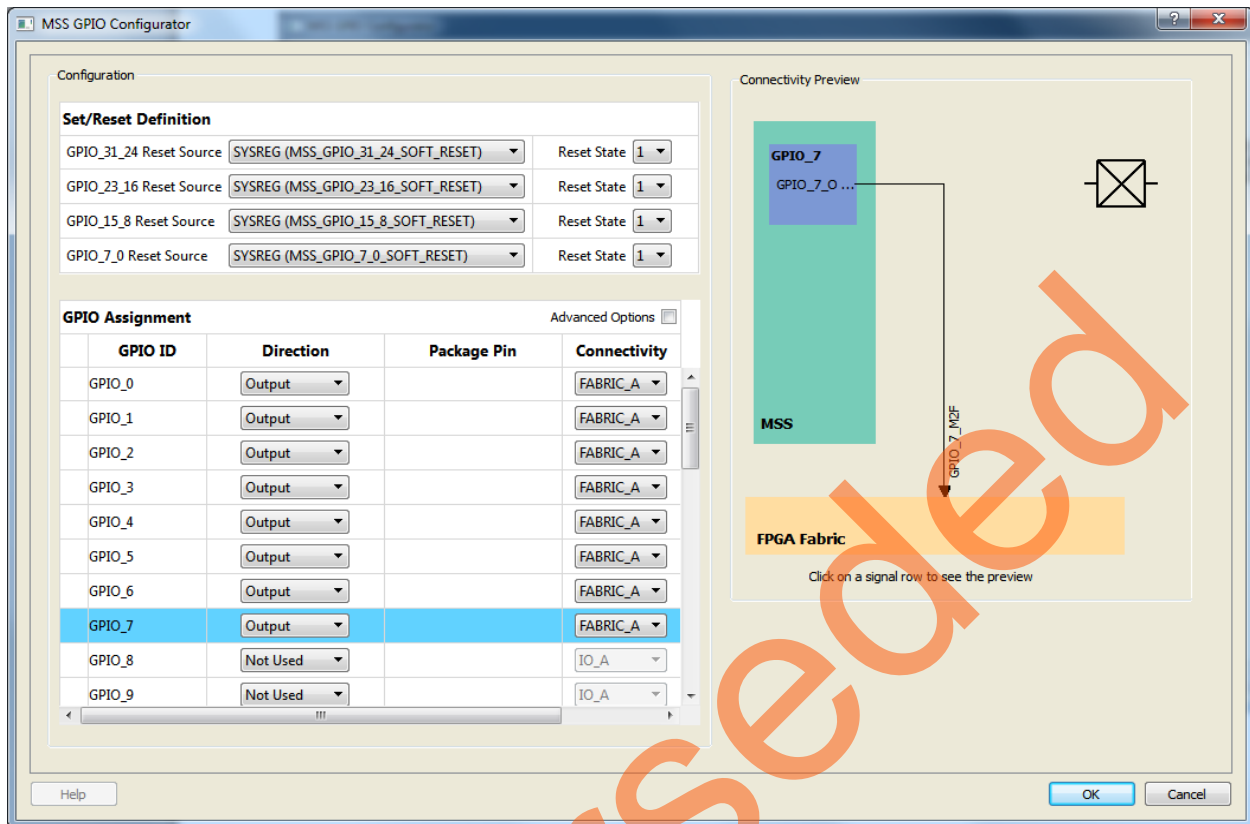 MSS GPIO Configurator
Configuration
Set/Reset Definition
GPIO_31_24 Reset Source SYSREG (MSS_GPIO_31_24_SOFT_RESET) Reset State 1
GPIO_23_16 Reset Source SYSREG (MSS_GPIO_23_16_SOFT_RESET) Reset State 1
GPIO_15_8 Reset Source SYSREG (MSS_GPIO_15_8_SOFT_RESET) Reset State 1
GPIO_7_0 Reset Source SYSREG (MSS_GPIO_7_0_SOFT_RESET) Reset State 1
GPIO Assignment Advanced Options
GPIO ID Direction Package Pin Connectivity
GPIO_0 Output FABRIC_A
GPIO_1 Output FABRIC_A
GPIO_2 Output FABRIC_A
GPIO_3 Output FABRIC_A
GPIO_4 Output FABRIC_A
GPIO_5 Output FABRIC_A
GPIO_6 Output FABRIC_A
GPIO_7 Output FABRIC_A
GPIO_8 Not Used IO_A
GPIO_9 Not Used IO_A
Connectivity Preview
GPIO_7
GPIO_7_O ...
MSS
GPIO_7_M2F
FPGA Fabric
Click on a signal row to see the preview
Help OK Cancel
seded